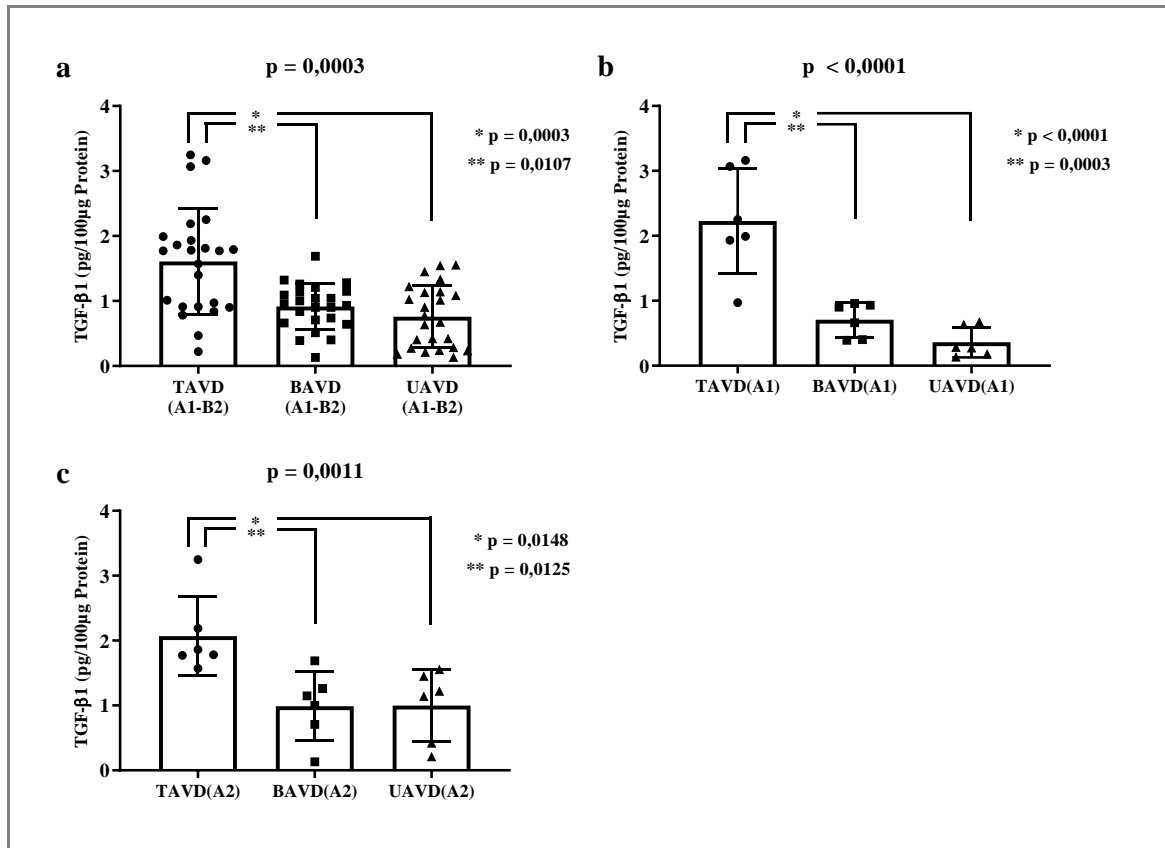 a
p = 0,0003
TGF-β1 (pg/100µg Protein)
4
3
2
1
0
*
**
* p = 0,0003
** p = 0,0107
TAVD
(A1-B2)
BAVD
(A1-B2)
UAVD
(A1-B2)
b
p < 0,0001
TGF-β1 (pg/100µg Protein)
4
3
2
1
0
*
**
* p < 0,0001
** p = 0,0003
TAVD(A1) BAVD(A1) UAVD(A1)
c
p = 0,0011
TGF-β1 (pg/100µg Protein)
4
3
2
1
0
*
**
* p = 0,0148
** p = 0,0125
TAVD(A2) BAVD(A2) UAVD(A2)